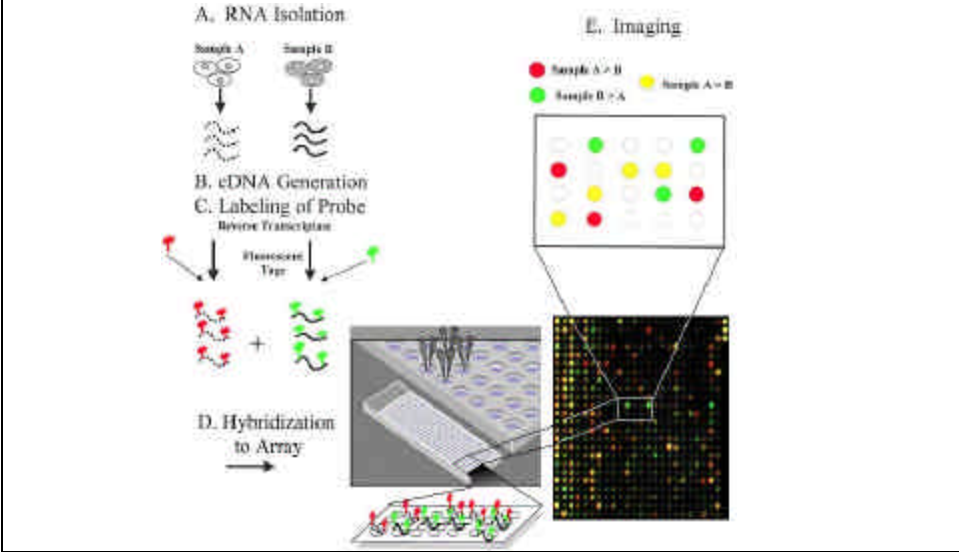 A. RNA Isolation
Sample A
Sample B
B. cDNA Generation
C. Labeling of Probe
Reverse Transcription
Fluorescent
Tags
+
D. Hybridization
to Array
E. Imaging
Sample A > B
Sample B > A
Sample A = B